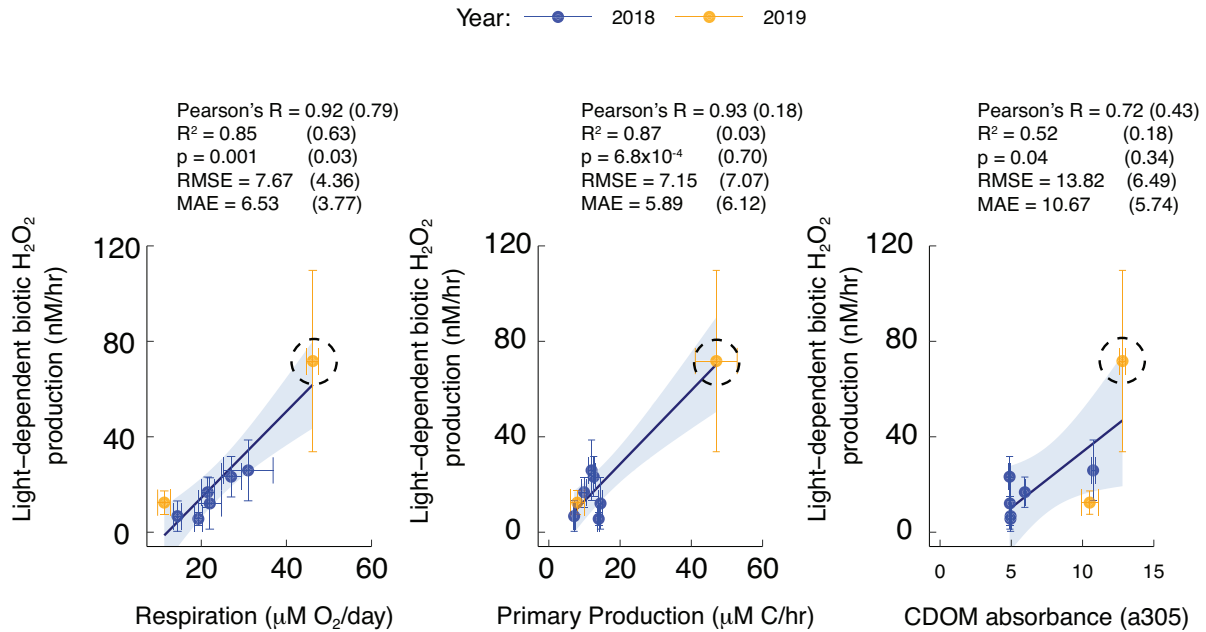 Year: 2018 2019
Pearson's R = 0.92 (0.79)
R² = 0.85 (0.63)
p = 0.001 (0.03)
RMSE = 7.67 (4.36)
MAE = 6.53 (3.77)
Light–dependent biotic H₂O₂
production (nM/hr)
120
80
40
0
20 40 60
Respiration (μM O₂/day)
Pearson's R = 0.93 (0.18)
R² = 0.87 (0.03)
p = 6.8x10⁻⁴ (0.70)
RMSE = 7.15 (7.07)
MAE = 5.89 (6.12)
Light–dependent biotic H₂O₂
production (nM/hr)
120
80
40
0
0 20 40 60
Primary Production (μM C/hr)
Pearson's R = 0.72 (0.43)
R² = 0.52 (0.18)
p = 0.04 (0.34)
RMSE = 13.82 (6.49)
MAE = 10.67 (5.74)
Light–dependent biotic H₂O₂
production (nM/hr)
120
80
40
0
0 5 10 15
CDOM absorbance (a305)